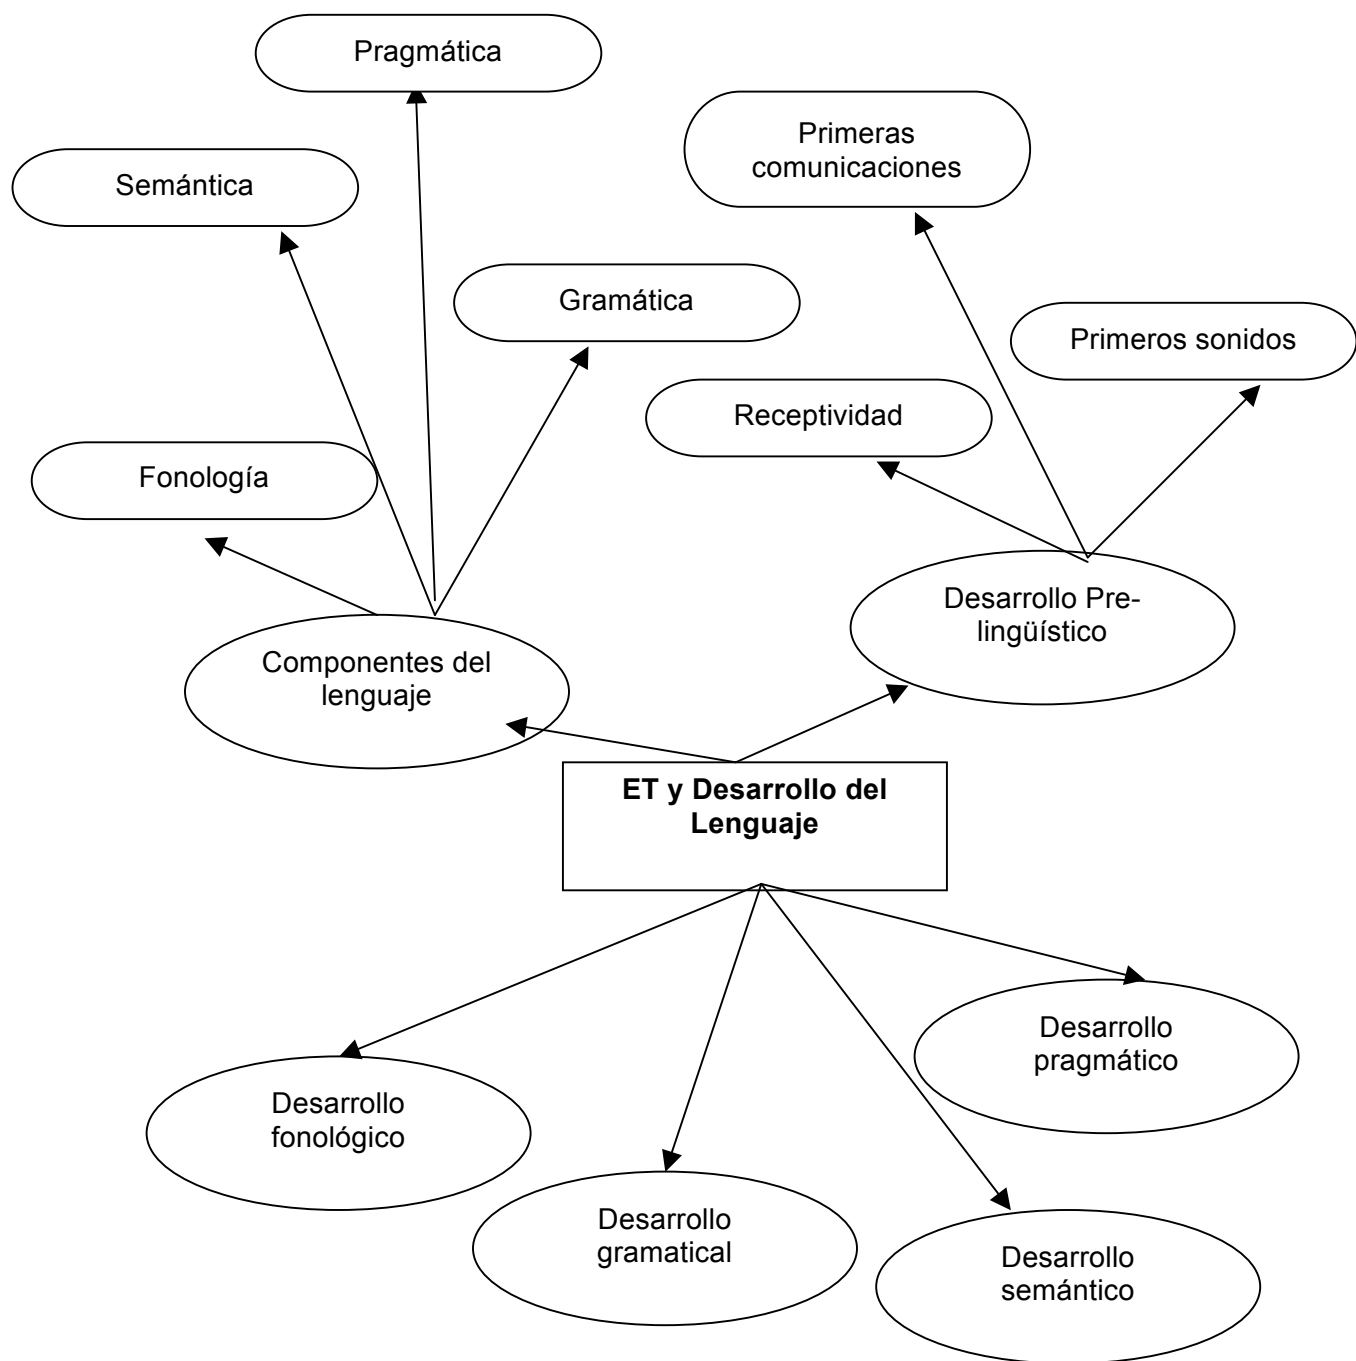 Pragmática
Primeras
comunicaciones
Semántica
Gramática
Primeros sonidos
Receptividad
Fonología
Desarrollo Pre-
lingüístico
Componentes del
lenguaje
ET y Desarrollo del
Lenguaje
Desarrollo
pragmático
Desarrollo
fonológico
Desarrollo
gramatical
Desarrollo
semántico